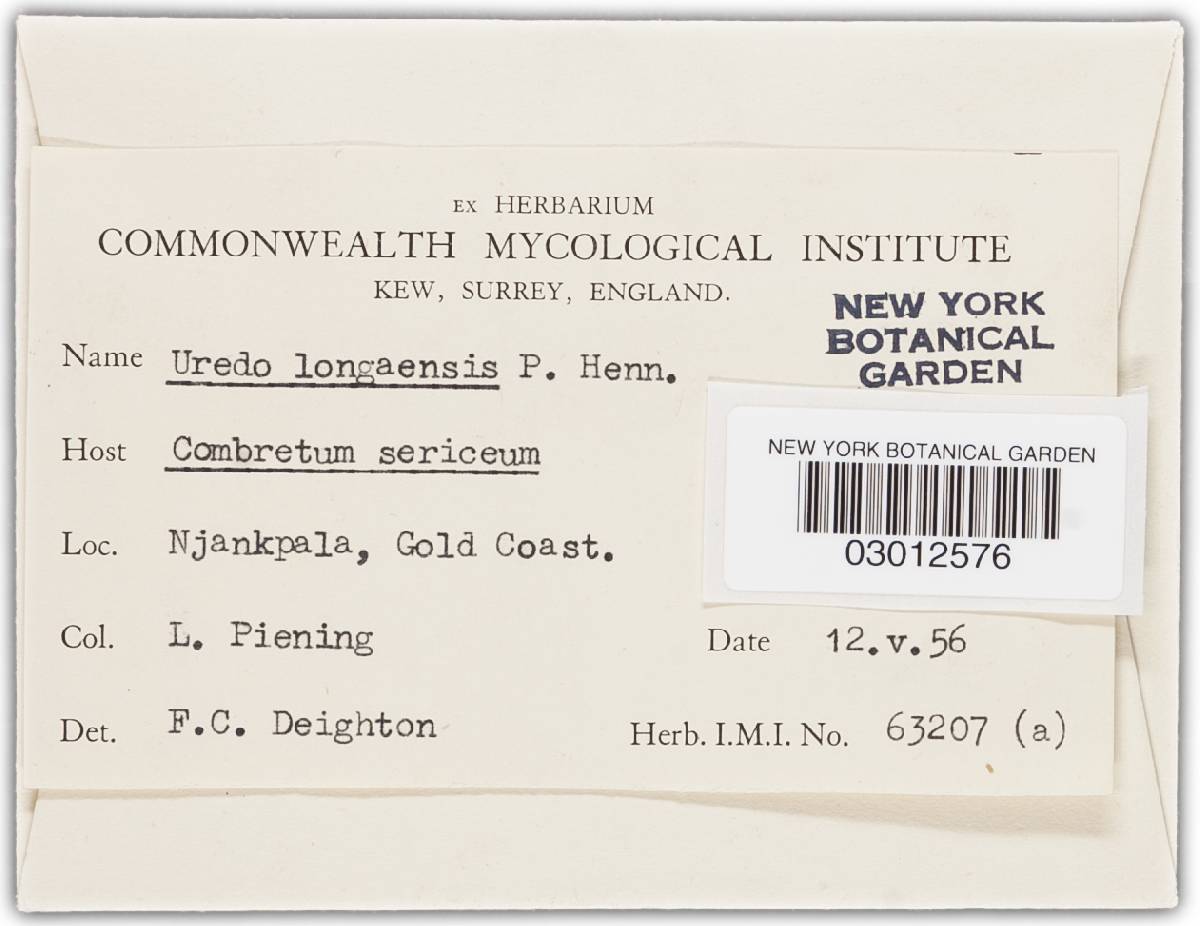 EX HERBARIUM
COMMONWEALTH MYCOLOGICAL INSTITUTE
KEW, SURREY, ENGLAND.
NEW YORK
BOTANICAL
GARDEN
Name Uredo longaensis P. Henn.
Host Combretum sericeum
NEW YORK BOTANICAL GARDEN
03012576
Loc. Njankpala, Gold Coast.
Col. L. Piening Date 12.v.56
Det. F.C. Deighton Herb. I.M.I. No. 63207 (a)